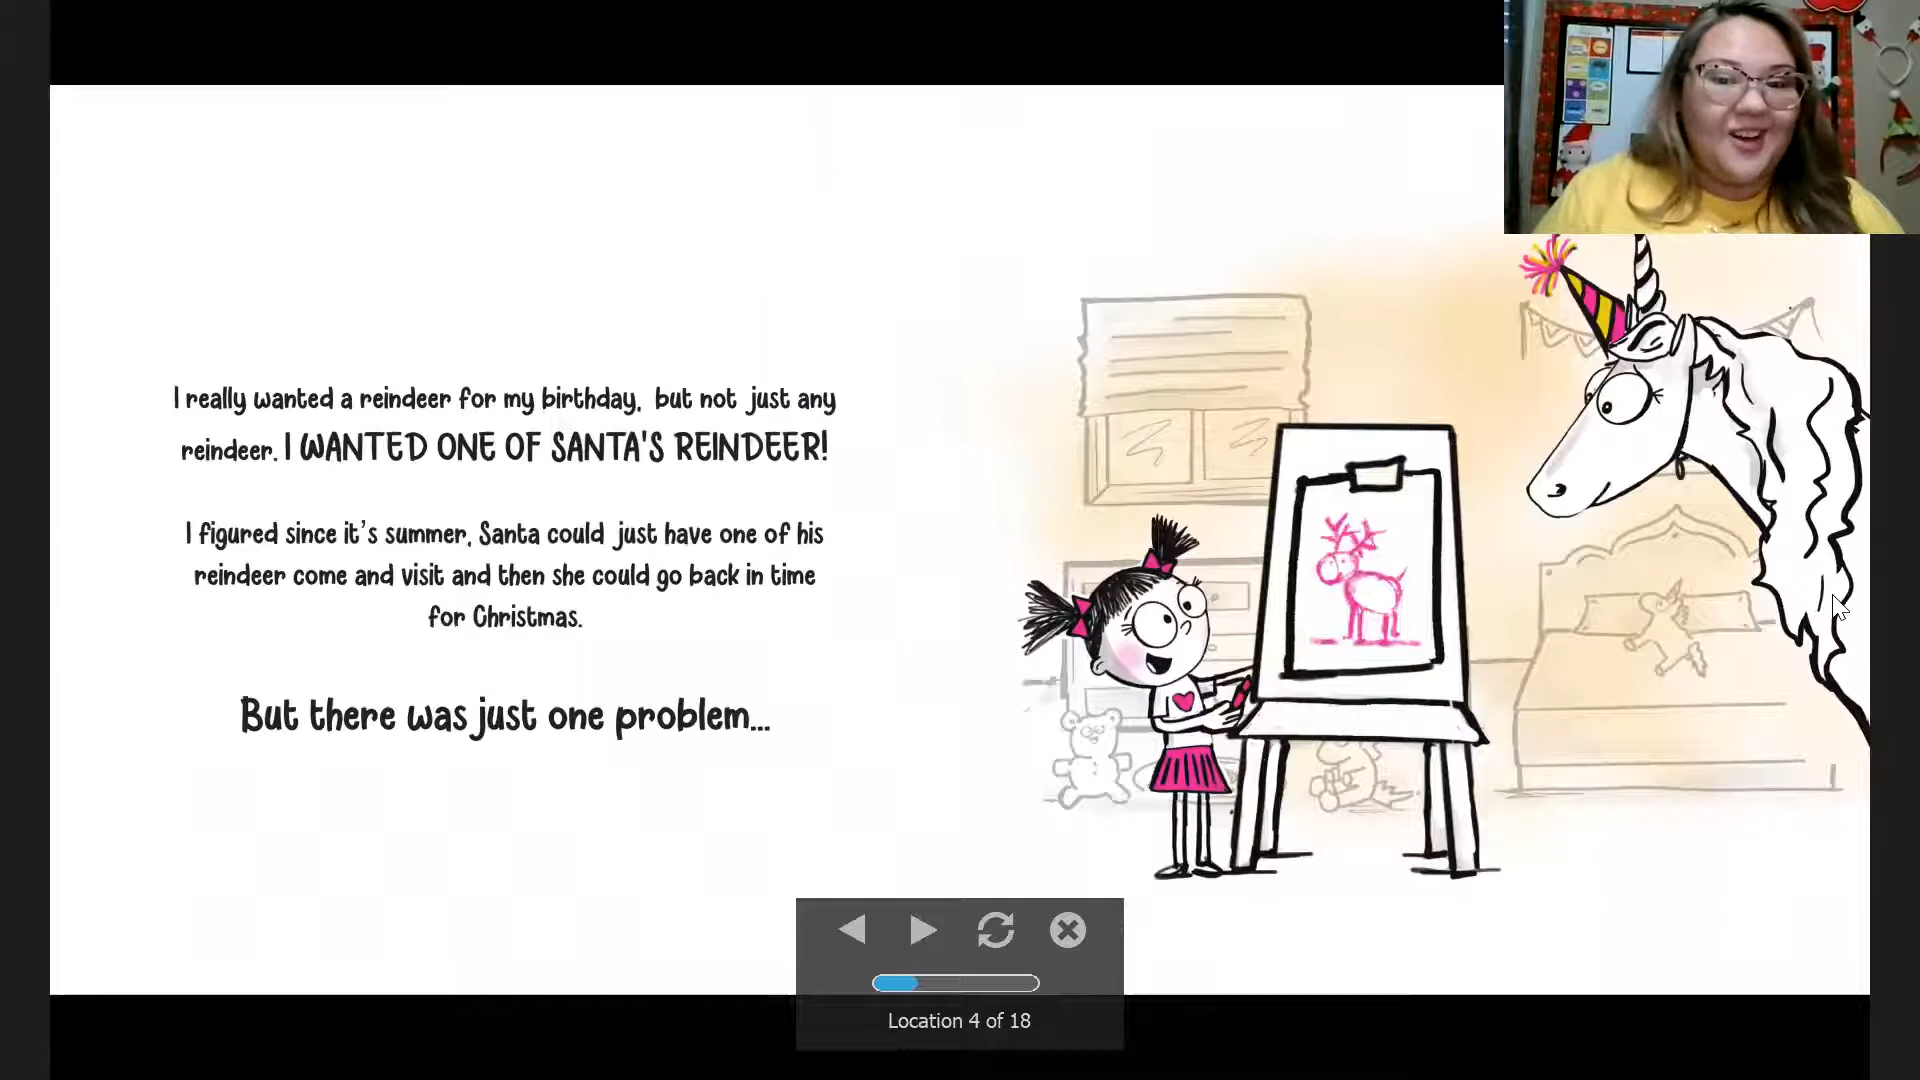 I really wanted a reindeer for my birthday, but not just any
reindeer. I WANTED ONE OF SANTA'S REINDEER!
I figured since it's summer, Santa could just have one of his
reindeer come and visit and then she could go back in time
for Christmas.
But there was just one problem...
Location 4 of 18